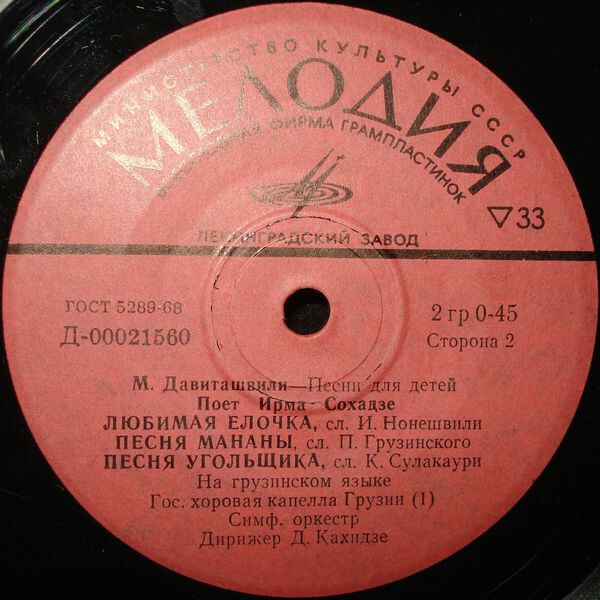 МИНИСТЕРСТВО КУЛЬТУРЫ СССР
МЕЛОДИЯ
ВСЕСОЮЗНАЯ ФИРМА ГРАМПЛАСТИНОК
▽33
ЛЕНИНГРАДСКИЙ ЗАВОД
ГОСТ 5289-68
2 гр 0-45
Д-00021560
Сторона 2
М. Давиташвили—Песни для детей
Поет Ирма Сохадзе
ЛЮБИМАЯ ЕЛОЧКА, сл. И. Нонешвили
ПЕСНЯ МАНАНЫ, сл. П. Грузинского
ПЕСНЯ УГОЛЬЩИКА, сл. К. Сулакаури
На грузинском языке
Гос. хоровая капелла Грузии (1)
Симф. оркестр
Дирижер Д. Кахидзе